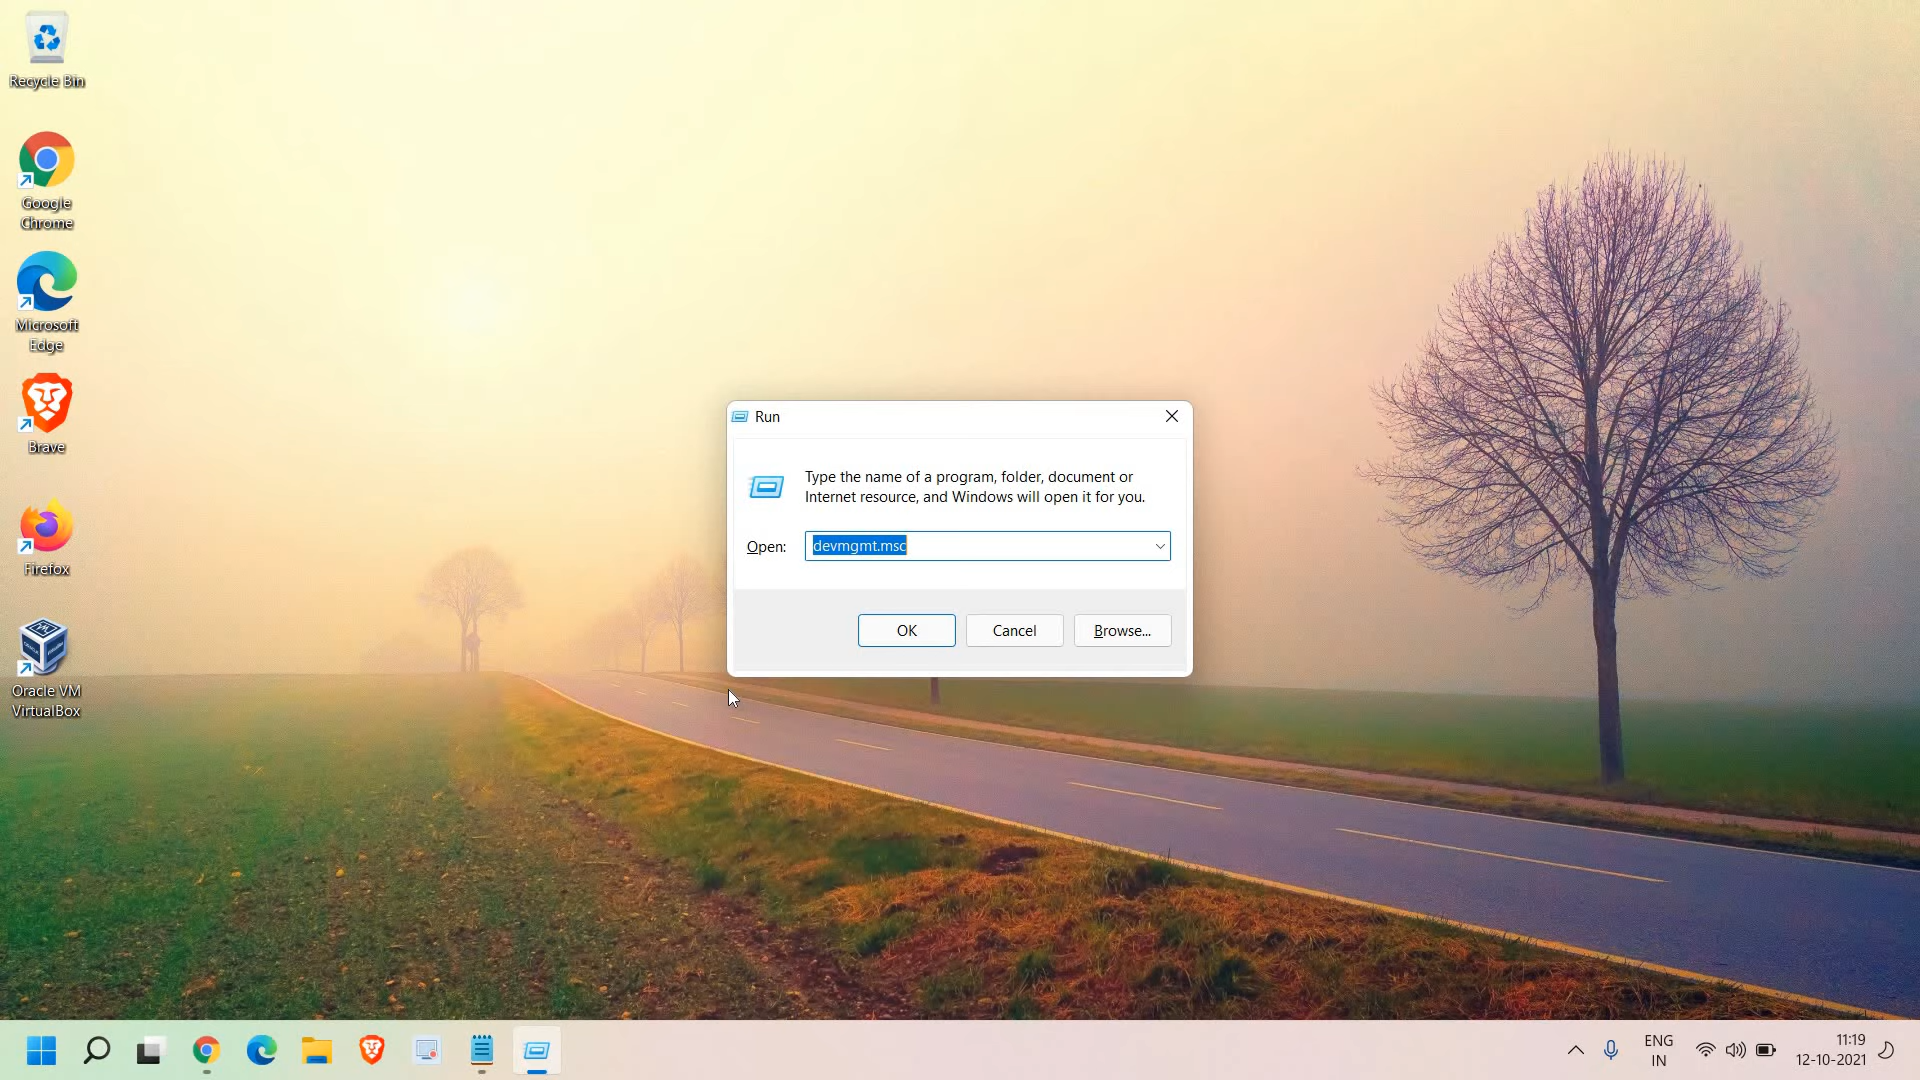 Recycle Bin
Google
Chrome
Microsoft
Edge
Brave
Firefox
Oracle VM
VirtualBox
Run
Type the name of a program, folder, document or
Internet resource, and Windows will open it for you.
Open:
devmgmt.msc
OK
Cancel
Browse...
ENG
IN
11:19
12-10-2021